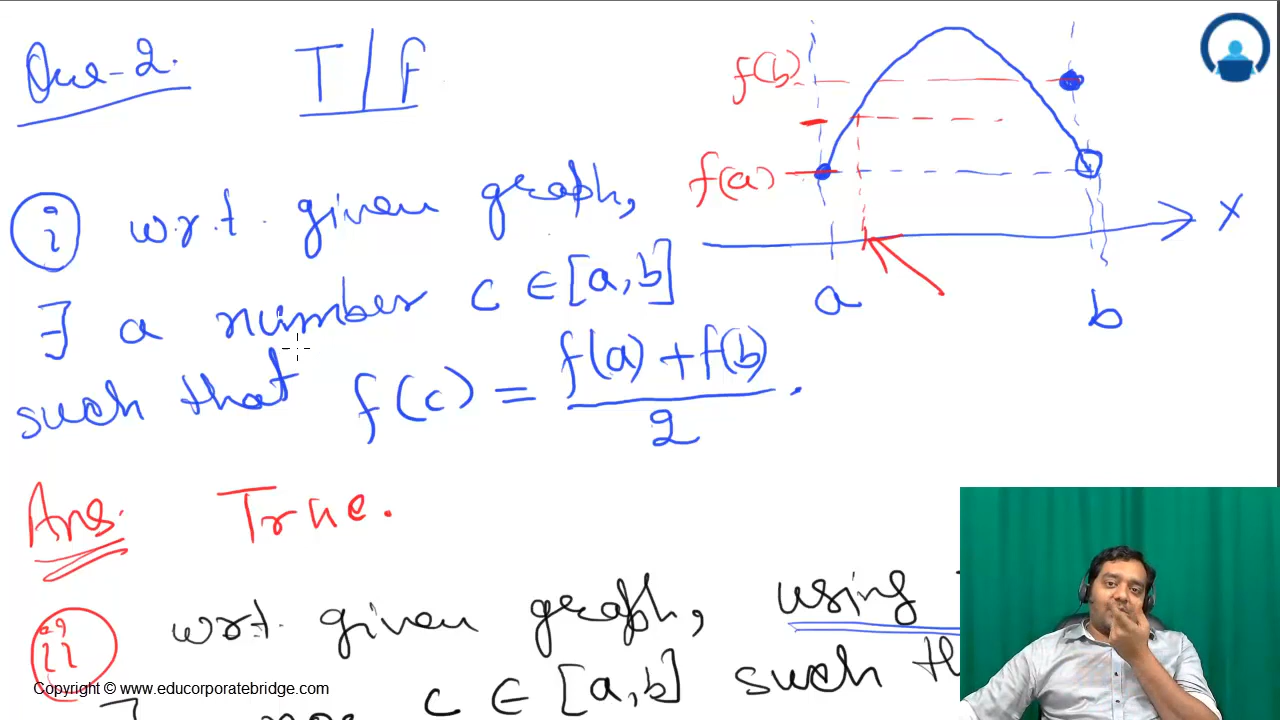 Que-2. T/F
(i) w.r.t. given graph,
∃ a number c ∈ [a, b]
such that f(c) = f(a) + f(b) / 2 .
f(b)
f(a)
a
b
X
Ans. True.
(ii) wrt. given graph, using
c ∈ [a, b] such th
Copyright © www.educorporatebridge.com